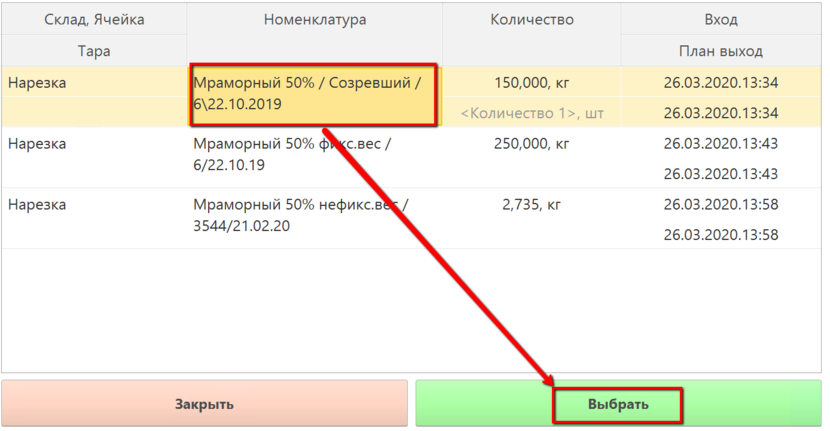 Склад, Ячейка Номенклатура Количество Вход
Тара План выход
Нарезка Мраморный 50% / Созревший / 150,000, кг 26.03.2020.13:34
6\22.10.2019 <Количество 1>, шт 26.03.2020.13:34
Нарезка Мраморный 50% фикс.вес / 250,000, кг 26.03.2020.13:43
6/22.10.19 26.03.2020.13:43
Нарезка Мраморный 50% нефикс.вес / 2,735, кг 26.03.2020.13:58
3544/21.02.20 26.03.2020.13:58
Закрыть Выбрать